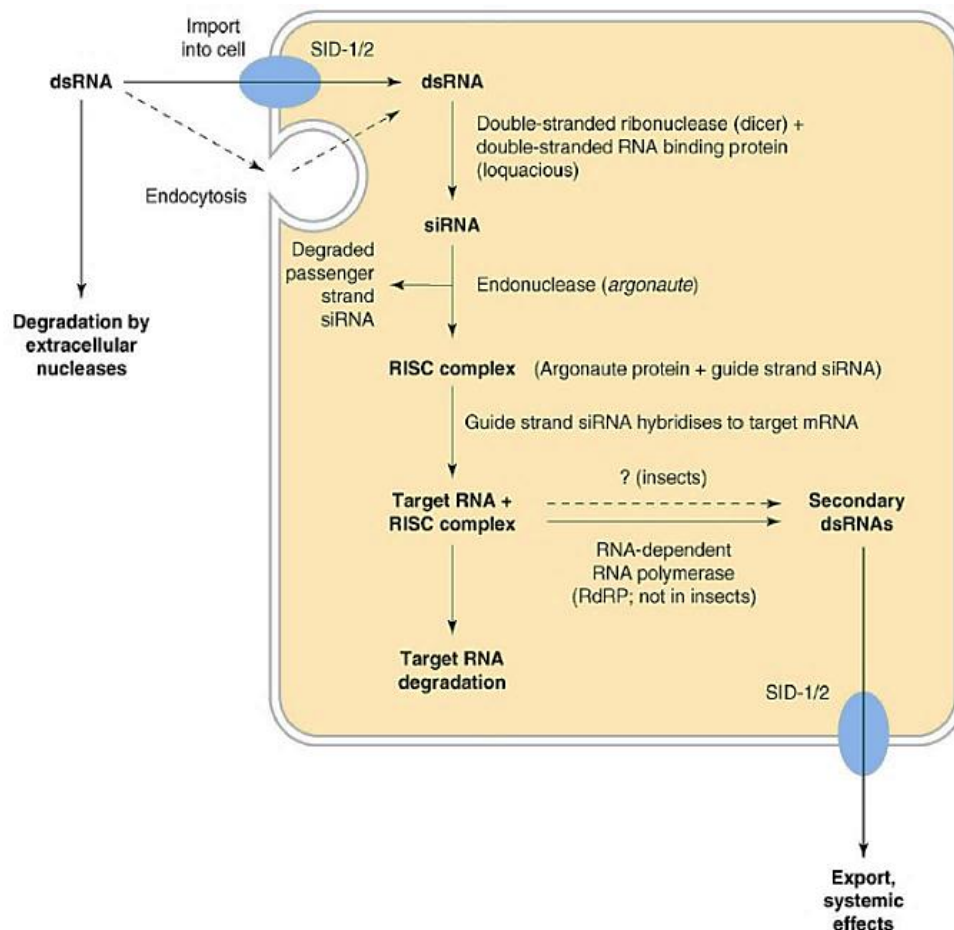 Import
into cell
SID-1/2
dsRNA
dsRNA
Double-stranded ribonuclease (dicer) +
double-stranded RNA binding protein
(loquacious)
Endocytosis
siRNA
Degraded
passenger
strand
siRNA
Endonuclease (argonaute)
Degradation by
extracellular
nucleases
RISC complex (Argonaute protein + guide strand siRNA)
Guide strand siRNA hybridises to target mRNA
? (insects)
Target RNA +
RISC complex
Secondary
dsRNAs
RNA-dependent
RNA polymerase
(RdRP; not in insects)
Target RNA
degradation
SID-1/2
Export,
systemic
effects